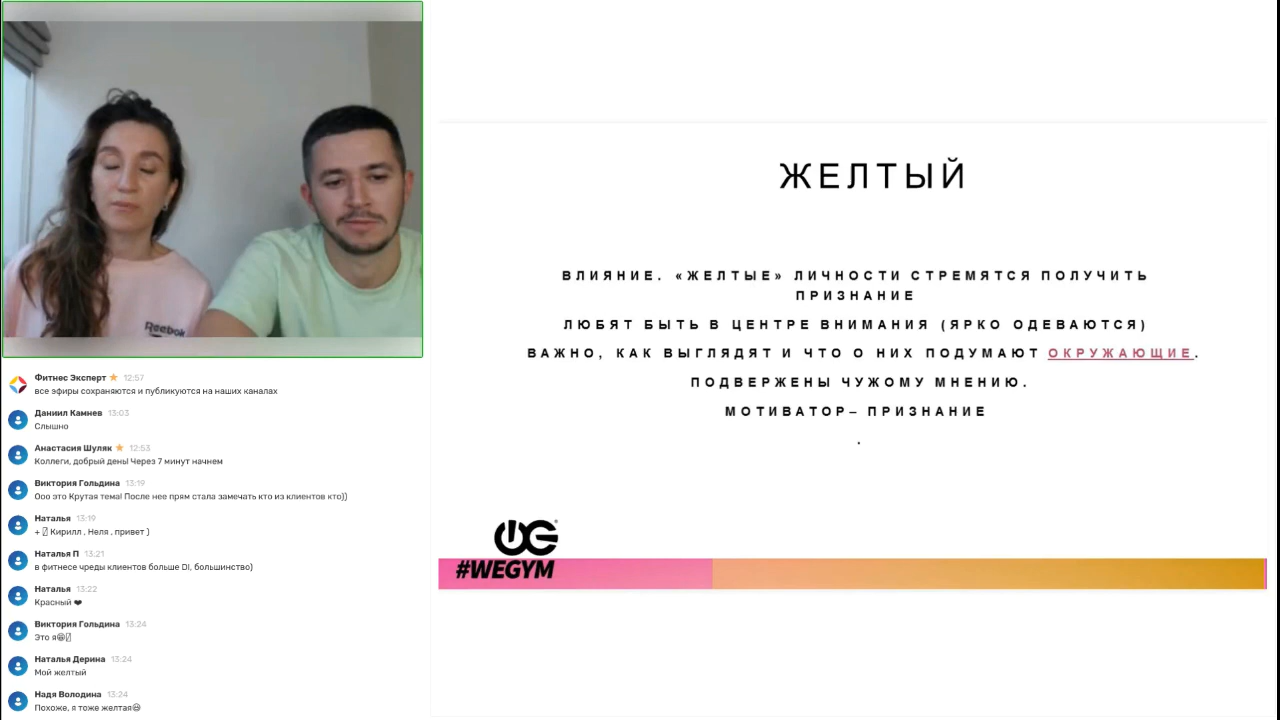 Reebok
Фитнес Эксперт 12:57
все эфиры сохраняются и публикуются на наших каналах
Даниил Камнев 13:03
Слышно
Анастасия Шуляк 12:53
Коллеги, добрый день! Через 7 минут начнем
Виктория Гольдина 13:19
Ооо это Крутая тема! После нее прям стала замечать кто из клиентов кто))
Наталья 13:19
+ Кирилл , Неля , привет )
Наталья П 13:21
в фитнесе чреды клиентов больше DI, большинство)
Наталья 13:22
Красный ❤
Виктория Гольдина 13:24
Это я😁
Наталья Дерина 13:24
Мой желтый
Надя Володина 13:24
Похоже, я тоже желтая😅
ЖЕЛТЫЙ
ВЛИЯНИЕ. «ЖЕЛТЫЕ» ЛИЧНОСТИ СТРЕМЯТСЯ ПОЛУЧИТЬ
ПРИЗНАНИЕ
ЛЮБЯТ БЫТЬ В ЦЕНТРЕ ВНИМАНИЯ (ЯРКО ОДЕВАЮТСЯ)
ВАЖНО, КАК ВЫГЛЯДЯТ И ЧТО О НИХ ПОДУМАЮТ ОКРУЖАЮЩИЕ.
ПОДВЕРЖЕНЫ ЧУЖОМУ МНЕНИЮ.
МОТИВАТОР– ПРИЗНАНИЕ
.
#WEGYM